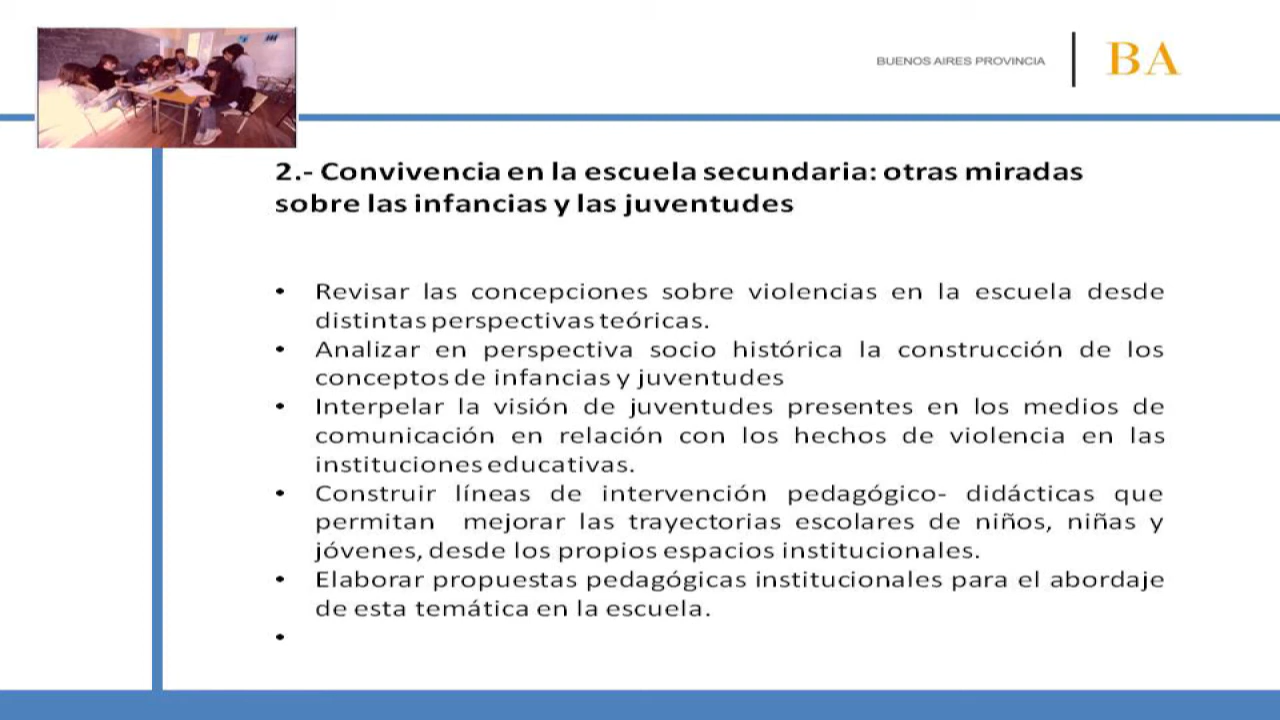 BUENOS AIRES PROVINCIA
BA
2.- Convivencia en la escuela secundaria: otras miradas
sobre las infancias y las juventudes
• Revisar las concepciones sobre violencias en la escuela desde
distintas perspectivas teóricas.
• Analizar en perspectiva socio histórica la construcción de los
conceptos de infancias y juventudes
• Interpelar la visión de juventudes presentes en los medios de
comunicación en relación con los hechos de violencia en las
instituciones educativas.
• Construir líneas de intervención pedagógico- didácticas que
permitan mejorar las trayectorias escolares de niños, niñas y
jóvenes, desde los propios espacios institucionales.
• Elaborar propuestas pedagógicas institucionales para el abordaje
de esta temática en la escuela.
•